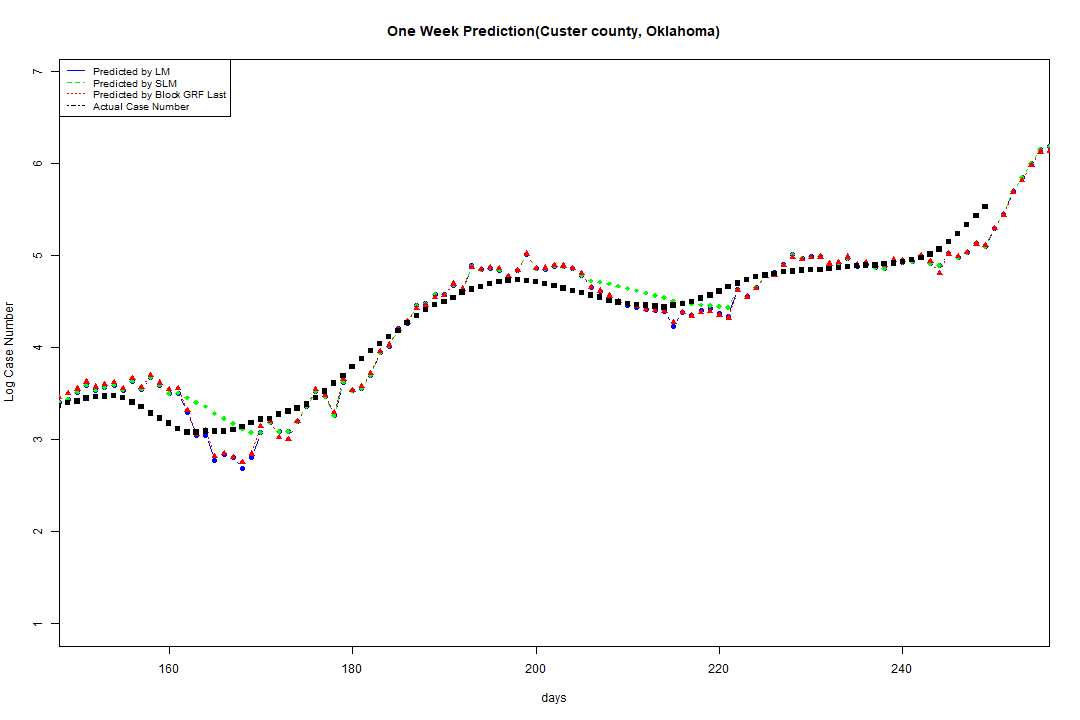 One Week Prediction(Custer county, Oklahoma)
Predicted by LM
Predicted by SLM
Predicted by Block GRF Last
Actual Case Number
7
6
5
4
3
2
1
Log Case Number
160 180 200 220 240
days